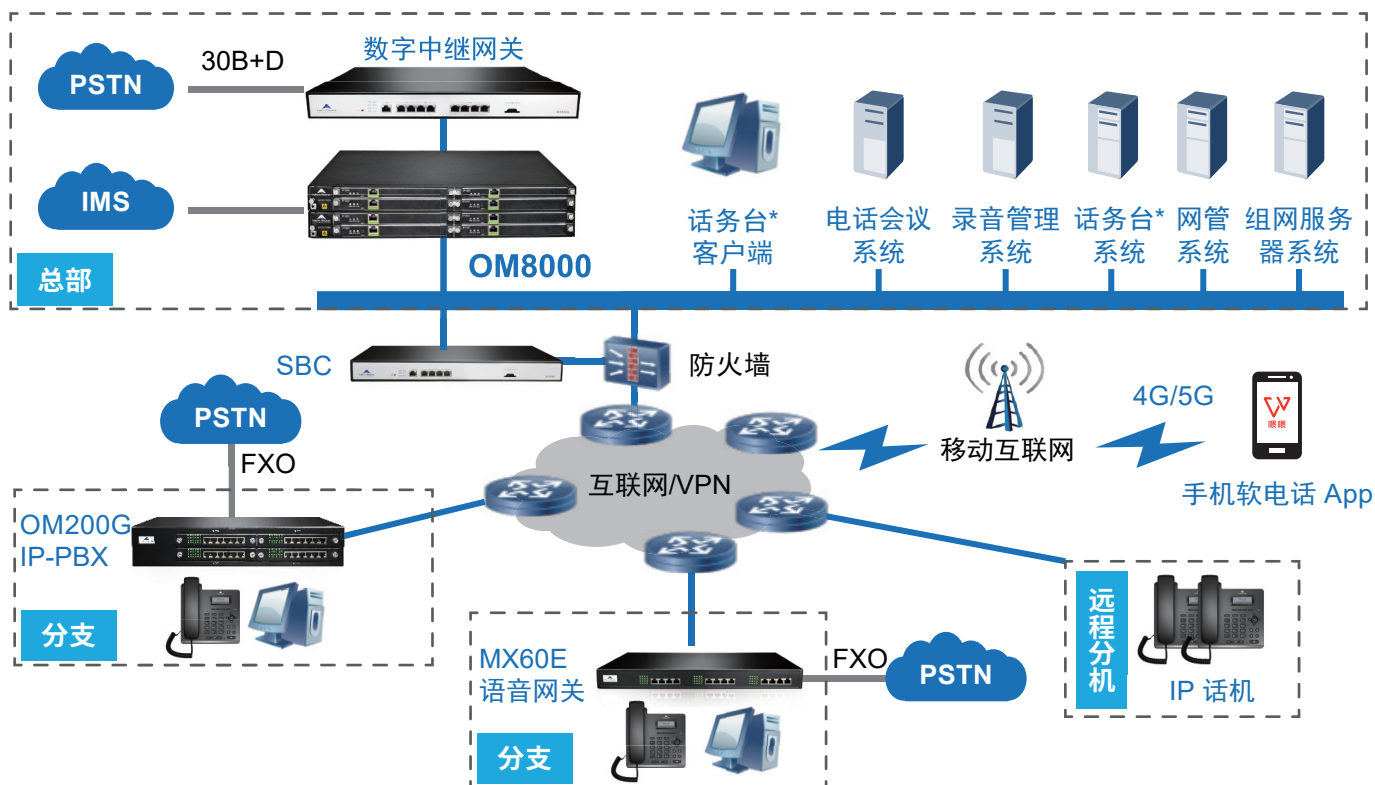 数字中继网关
30B+D
PSTN
IMS
OM8000
总部
话务台*
客户端
电话会议
系统
录音管理
系统
话务台*
系统
网管
系统
组网服务
器系统
SBC
防火墙
PSTN
FXO
互联网/VPN
移动互联网
4G/5G
喂喂
手机软电话 App
OM200G
IP-PBX
分支
MX60E
语音网关
分支
FXO
PSTN
远程分机
IP 话机